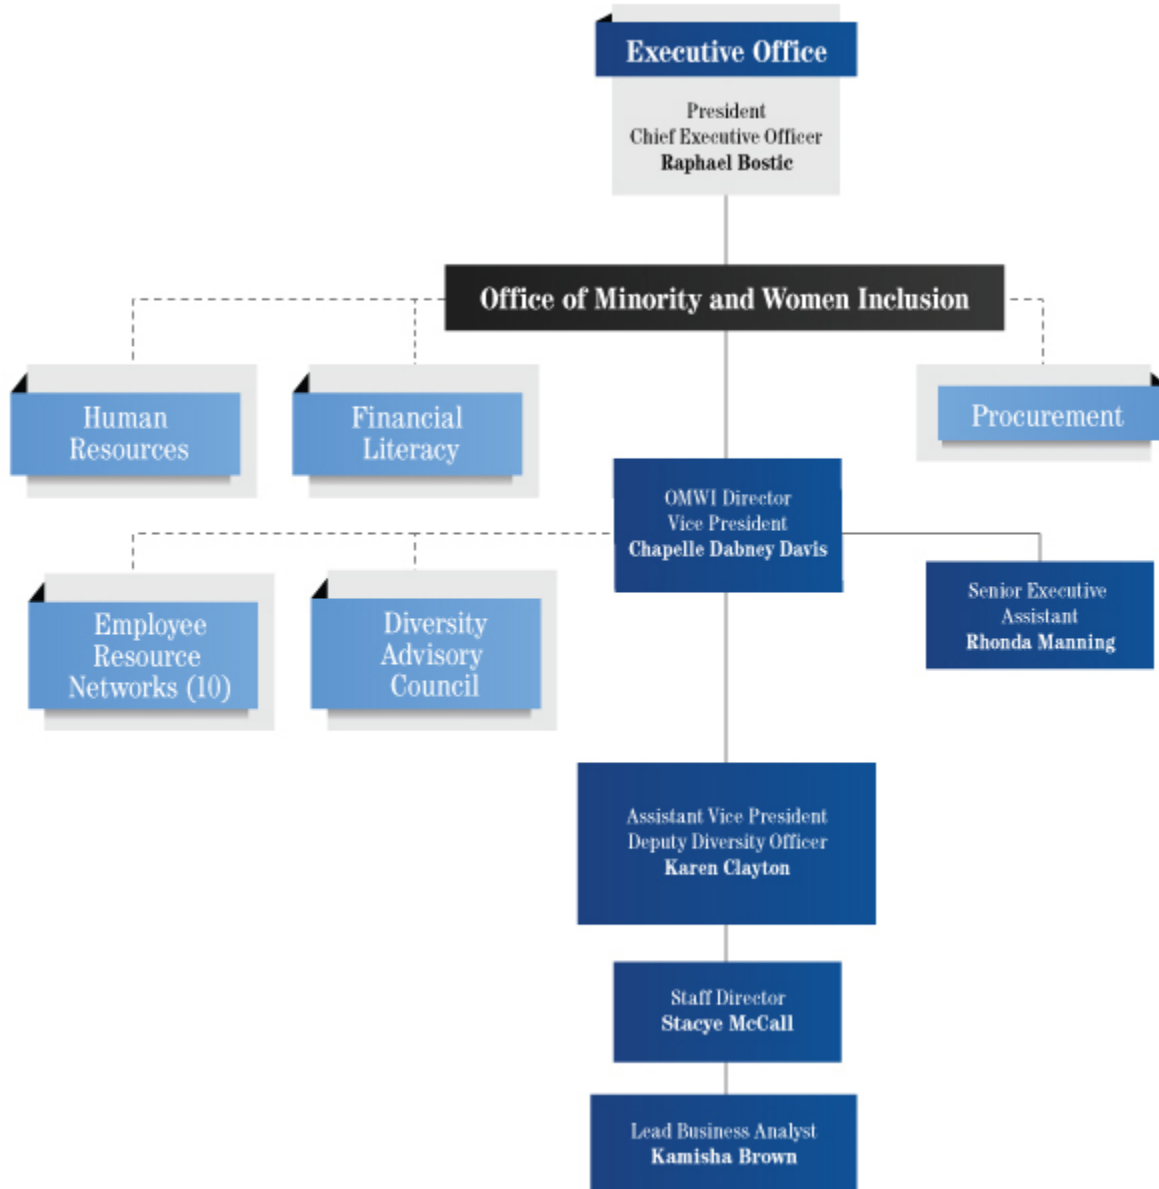 Executive Office
President
Chief Executive Officer
Raphael Bostic
Office of Minority and Women Inclusion
Human
Resources
Financial
Literacy
Procurement
OMWI Director
Vice President
Chapelle Dabney Davis
Senior Executive
Assistant
Rhonda Manning
Employee
Resource
Networks (10)
Diversity
Advisory
Council
Assistant Vice President
Deputy Diversity Officer
Karen Clayton
Staff Director
Stacye McCall
Lead Business Analyst
Kamisha Brown